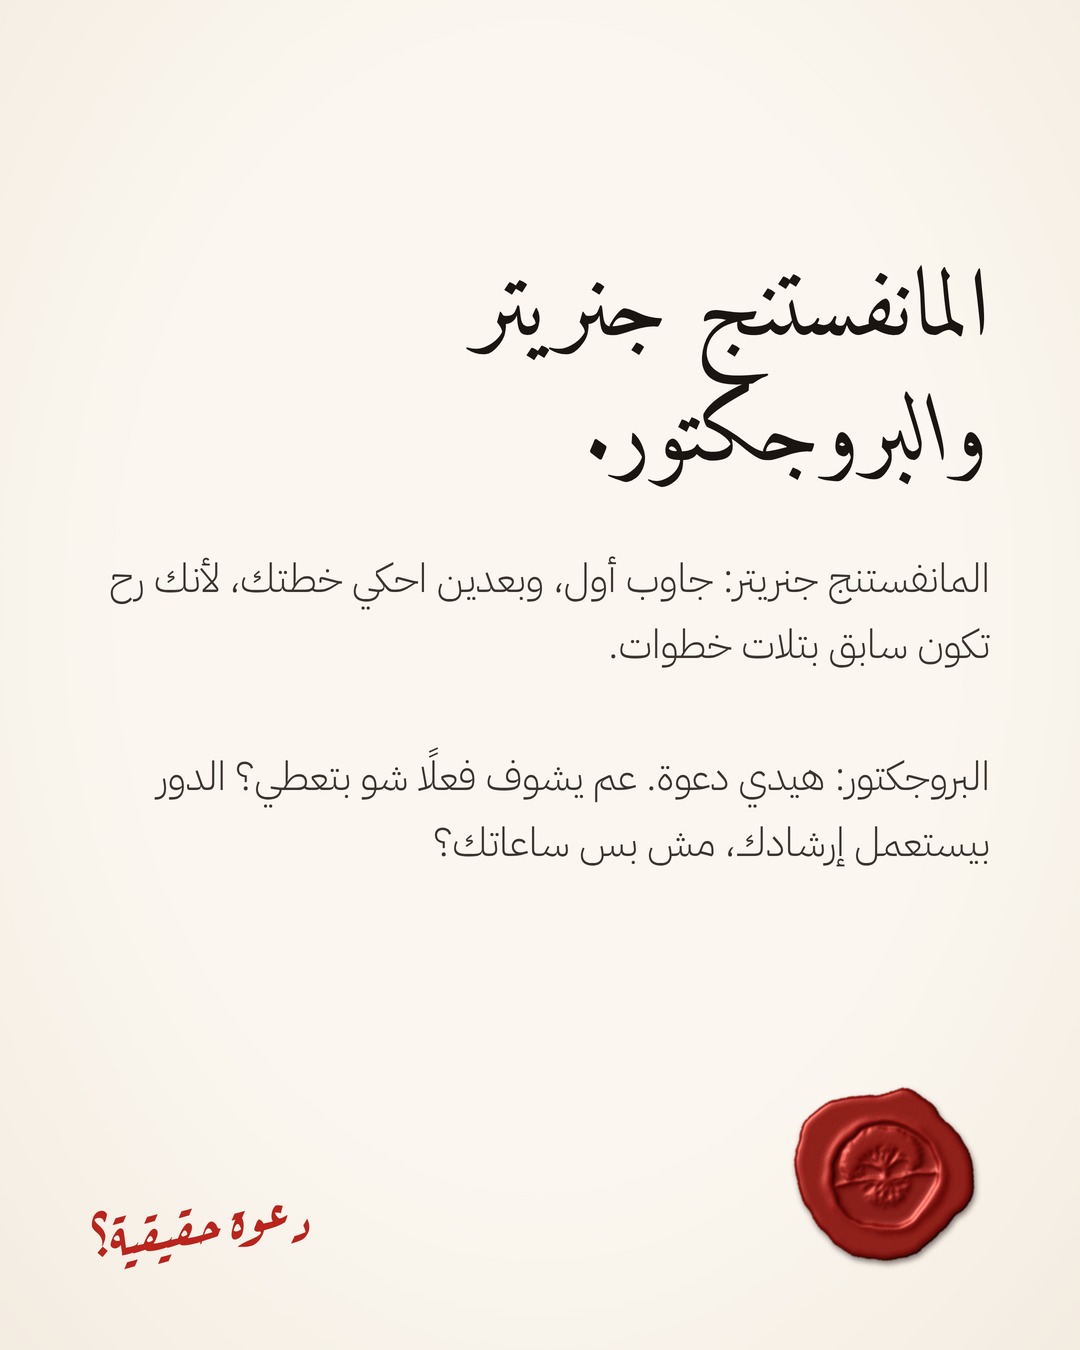 المانفستنج جنريتر
والبروجكتور.
المانفستنج جنريتر: جاوب أول، وبعدين احكي خطتك، لأنك رح
تكون سابق بتلات خطوات.
البروجكتور: هيدي دعوة. عم يشوف فعلًا شو بتعطي؟ الدور
بيستعمل إرشادك، مش بس ساعاتك؟
دعوة حقيقية؟